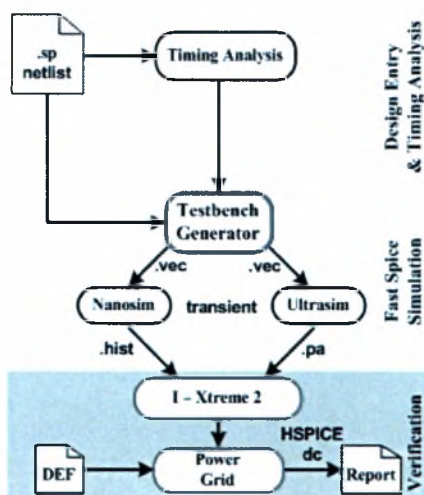 .sp
netlist
Timing Analysis
Design Entry
& Timing Analysis
Testbench
Generator
.vec
.vec
Nanosim
transient
Ultrasim
Fast Spice
Simulation
.hist
.pa
I – Xtreme 2
HSPICE
dc
DEF
Power
Grid
Report
Verification